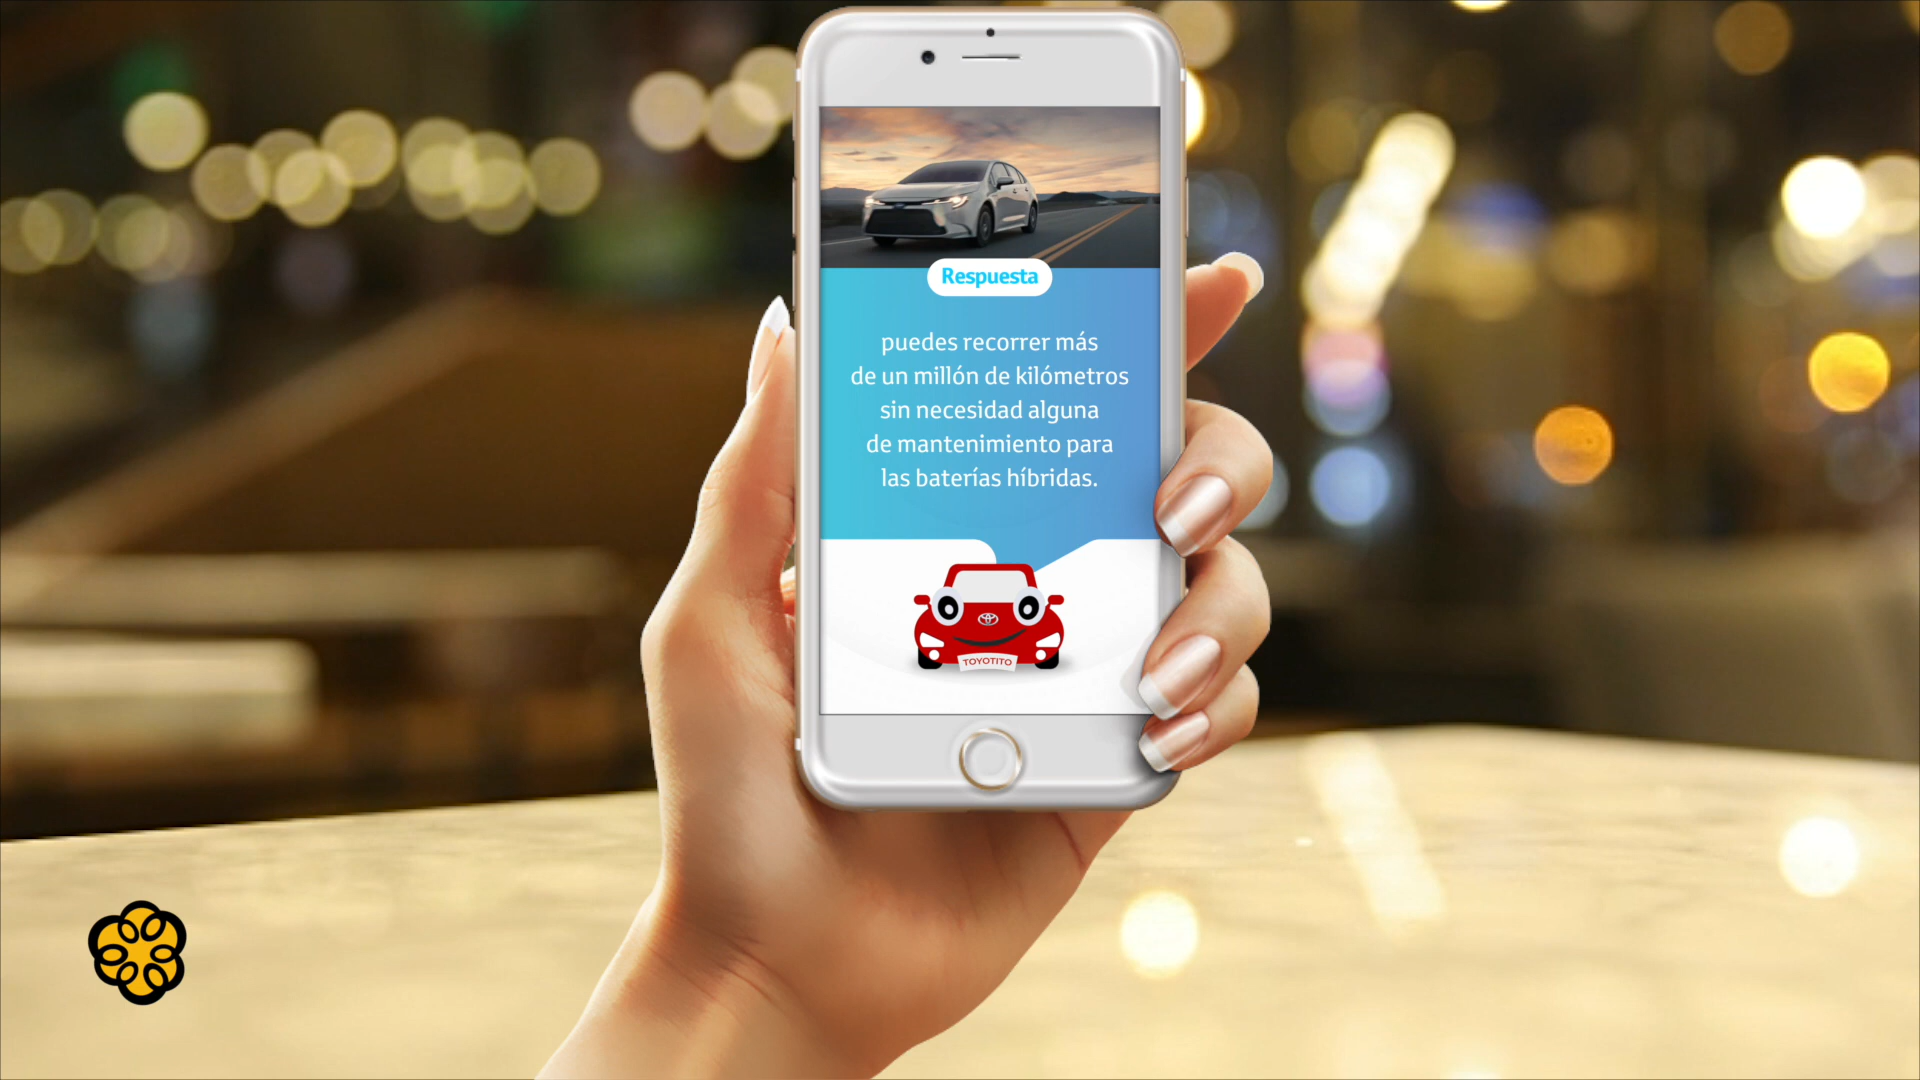 Respuesta
puedes recorrer más
de un millón de kilómetros
sin necesidad alguna
de mantenimiento para
las baterías híbridas.
TOYOTITO